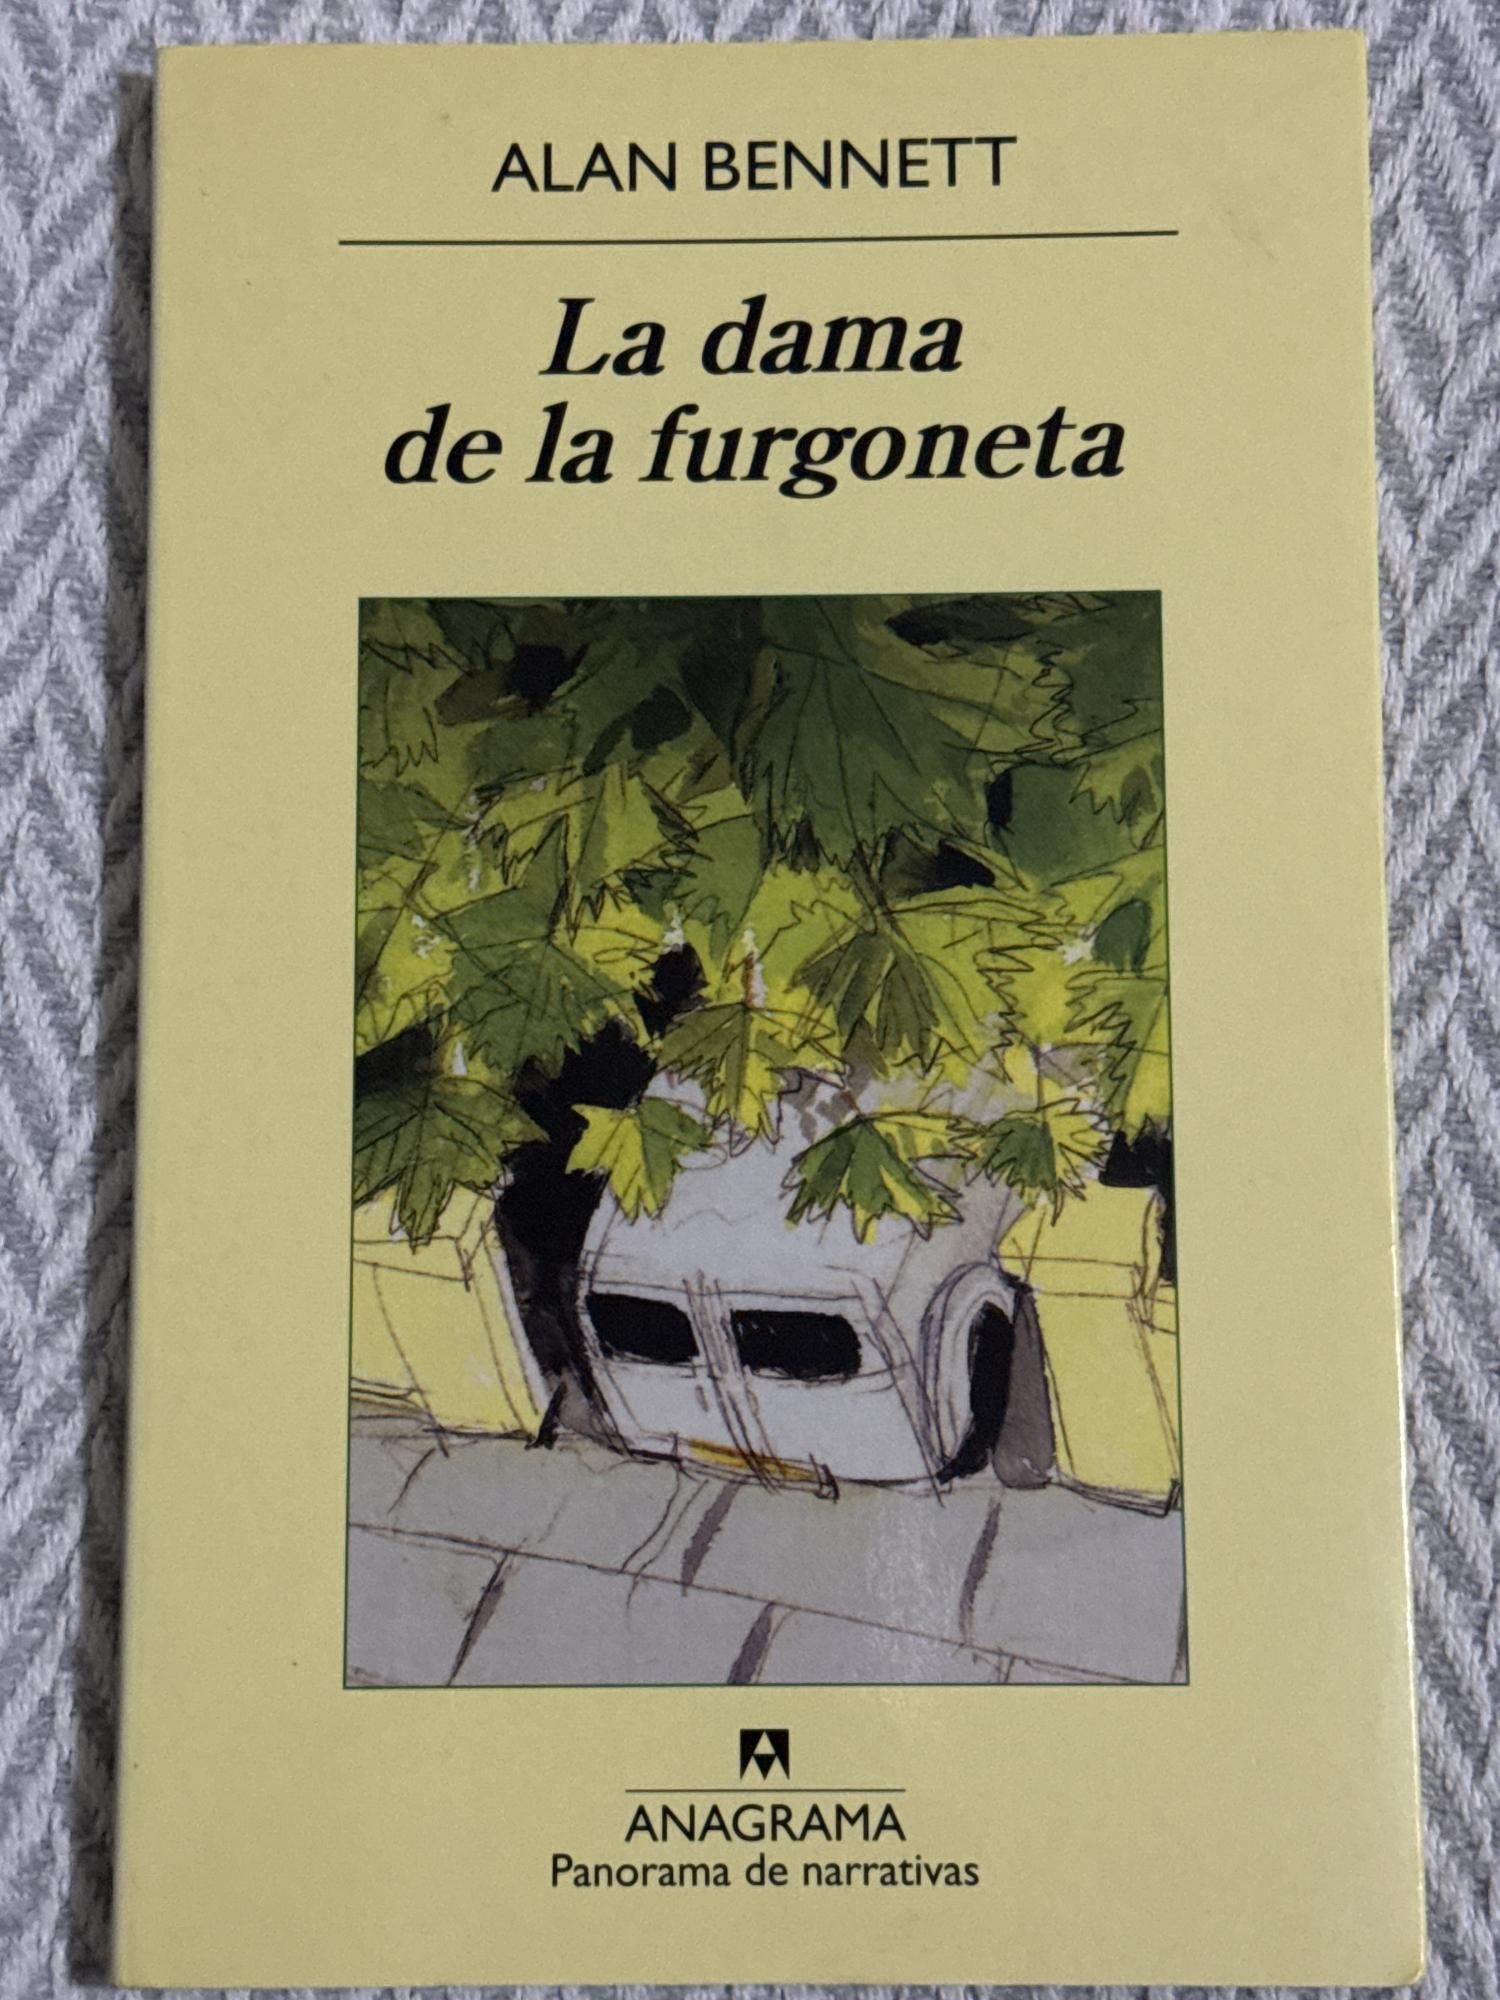 ALAN BENNETT
La dama
de la furgoneta
ANAGRAMA
Panorama de narrativas